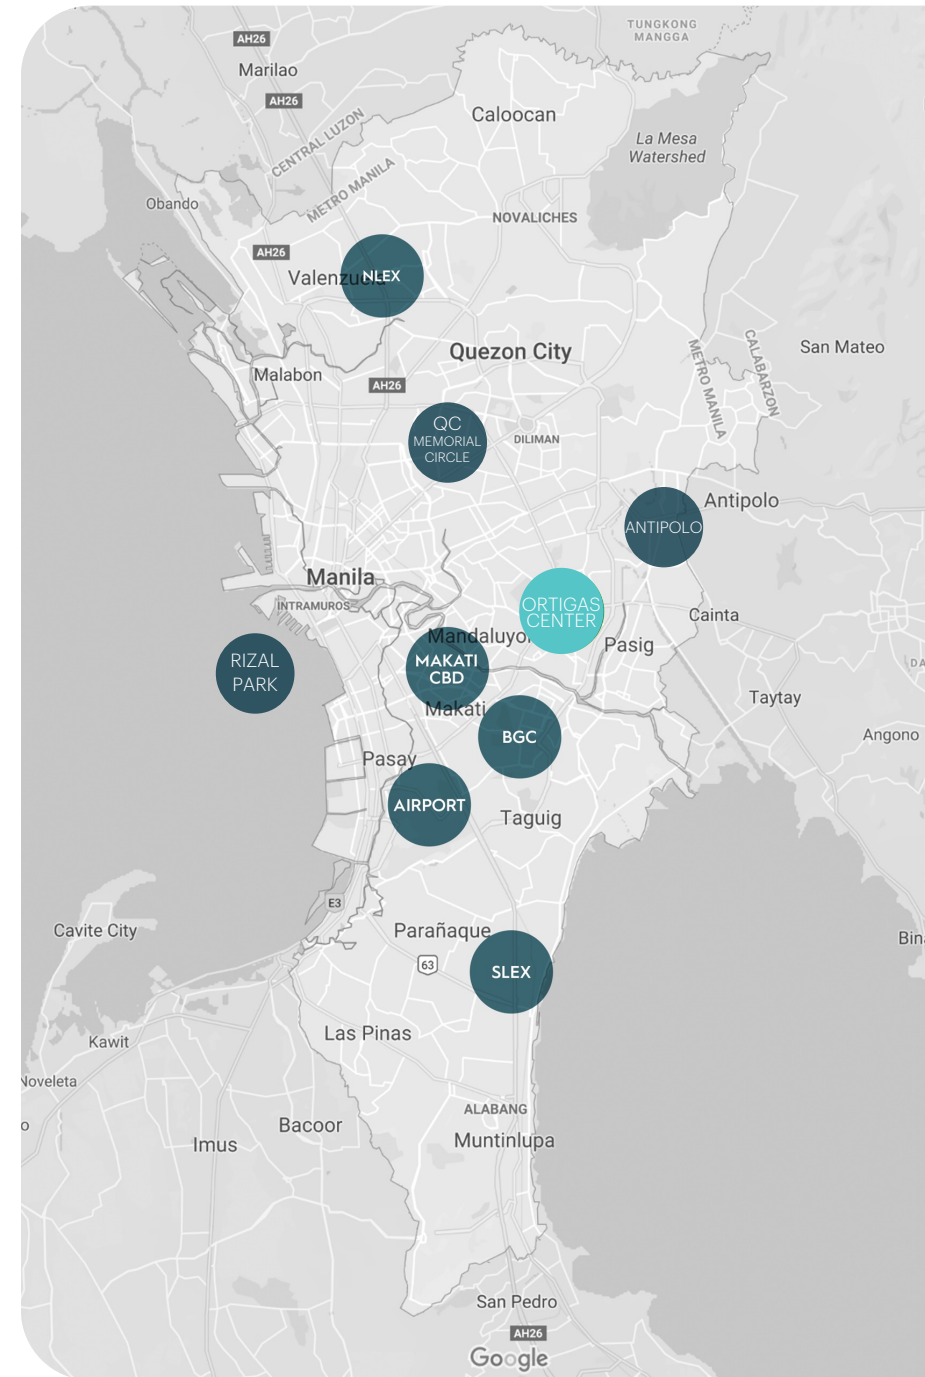 TUNGKONG
MANGGA
AH26
Marilao
AH26
CENTRAL LUZON
METRO MANILA
Caloocan
La Mesa
Watershed
Obando
NOVALICHES
AH26
Valenzuela
NLEX
Quezon City
San Mateo
METRO MANILA
CALABARZON
Malabon
AH26
QC
MEMORIAL
CIRCLE
DILIMAN
Antipolo
ANTIPOLO
Manila
INTRAMUROS
ORTIGAS
CENTER
Cainta
Mandaluyo
Pasig
RIZAL
PARK
MAKATI
CBD
DA
Taytay
Makati
BGC
Angono
Pasay
AIRPORT
Taguig
E3
Cavite City
Parañaque
Bin
63
SLEX
Las Pinas
Kawit
Noveleta
ALABANG
Bacoor
Imus
Muntinlupa
San Pedro
AH26
Google